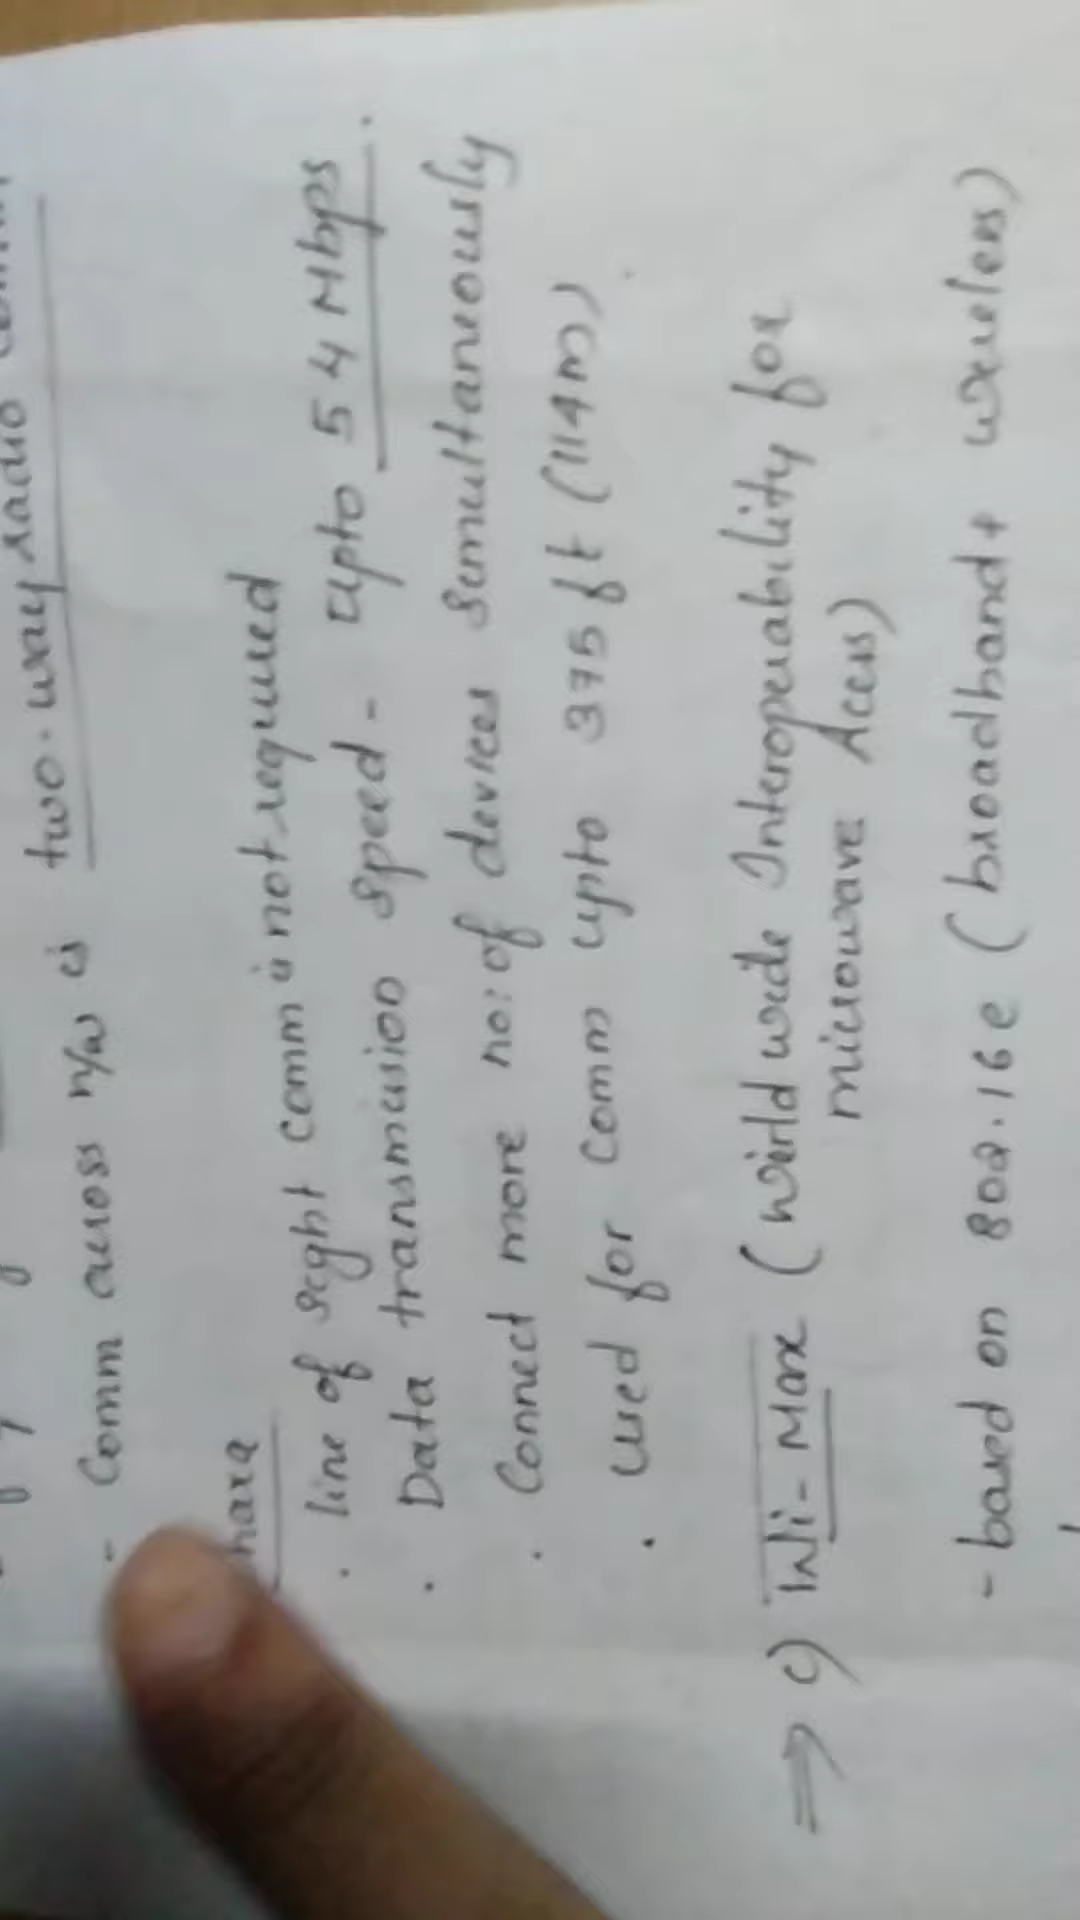 - Comm across n/w is two-way radio
. line of sight comm is not required
. Data transmission speed - upto 54 Mbps.
. Connect more no: of devices simultaneously
. used for comm upto 375 ft (114m)
⇒ c) Wi-Max (world wide Interoperability for
microwave Access)
- based on 802.16e (broadband + wireless)